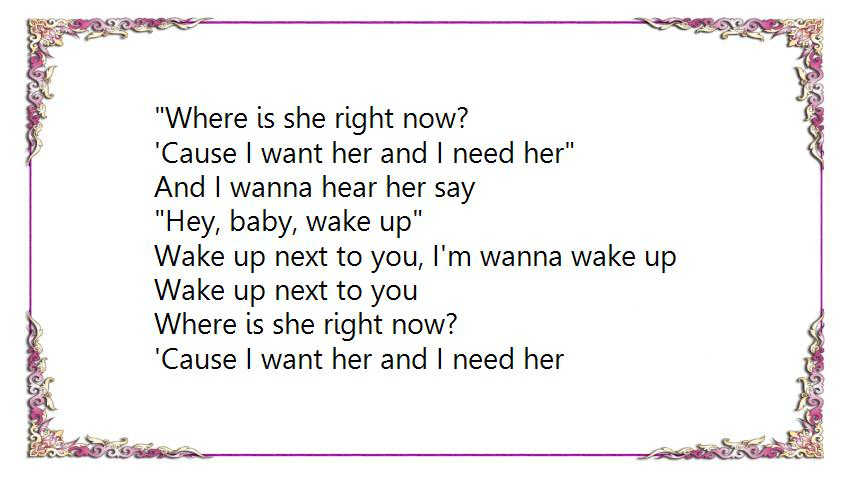 "Where is she right now?
'Cause I want her and I need her"
And I wanna hear her say
"Hey, baby, wake up"
Wake up next to you, I'm wanna wake up
Wake up next to you
Where is she right now?
'Cause I want her and I need her